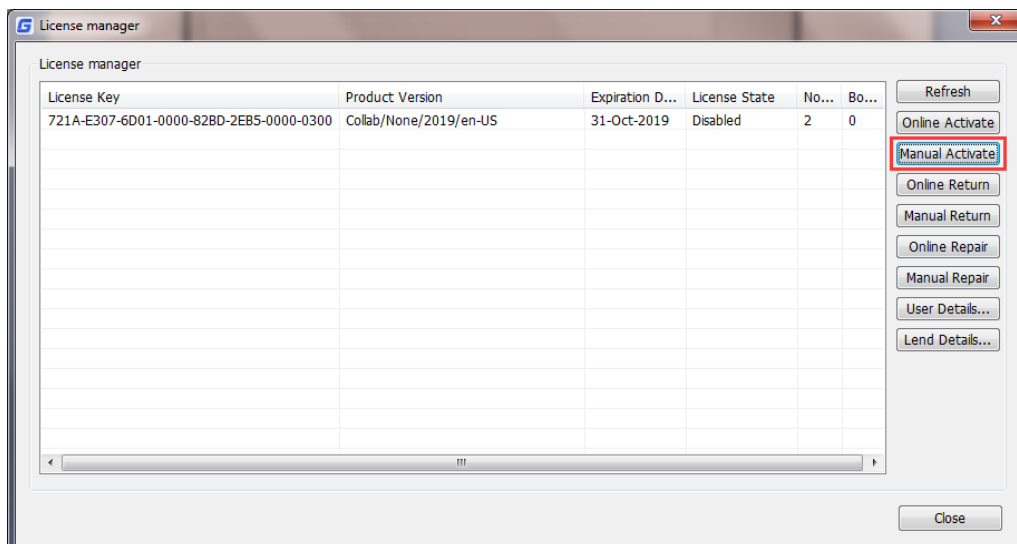 License manager
License manager
License Key Product Version Expiration D... License State No... Bo...
721A-E307-6D01-0000-82BD-2EB5-0000-0300 Collab/None/2019/en-US 31-Oct-2019 Disabled 2 0
Refresh
Online Activate
Manual Activate
Online Return
Manual Return
Online Repair
Manual Repair
User Details...
Lend Details...
Close